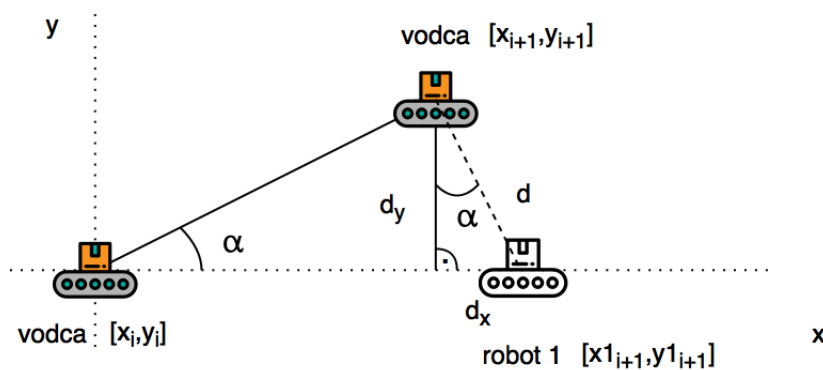 y
vodca [xᵢ₊₁,yᵢ₊₁]
α
dy
α
d
dₓ
vodca [xᵢ,yᵢ]
x
robot 1 [x1ᵢ₊₁,y1ᵢ₊₁]